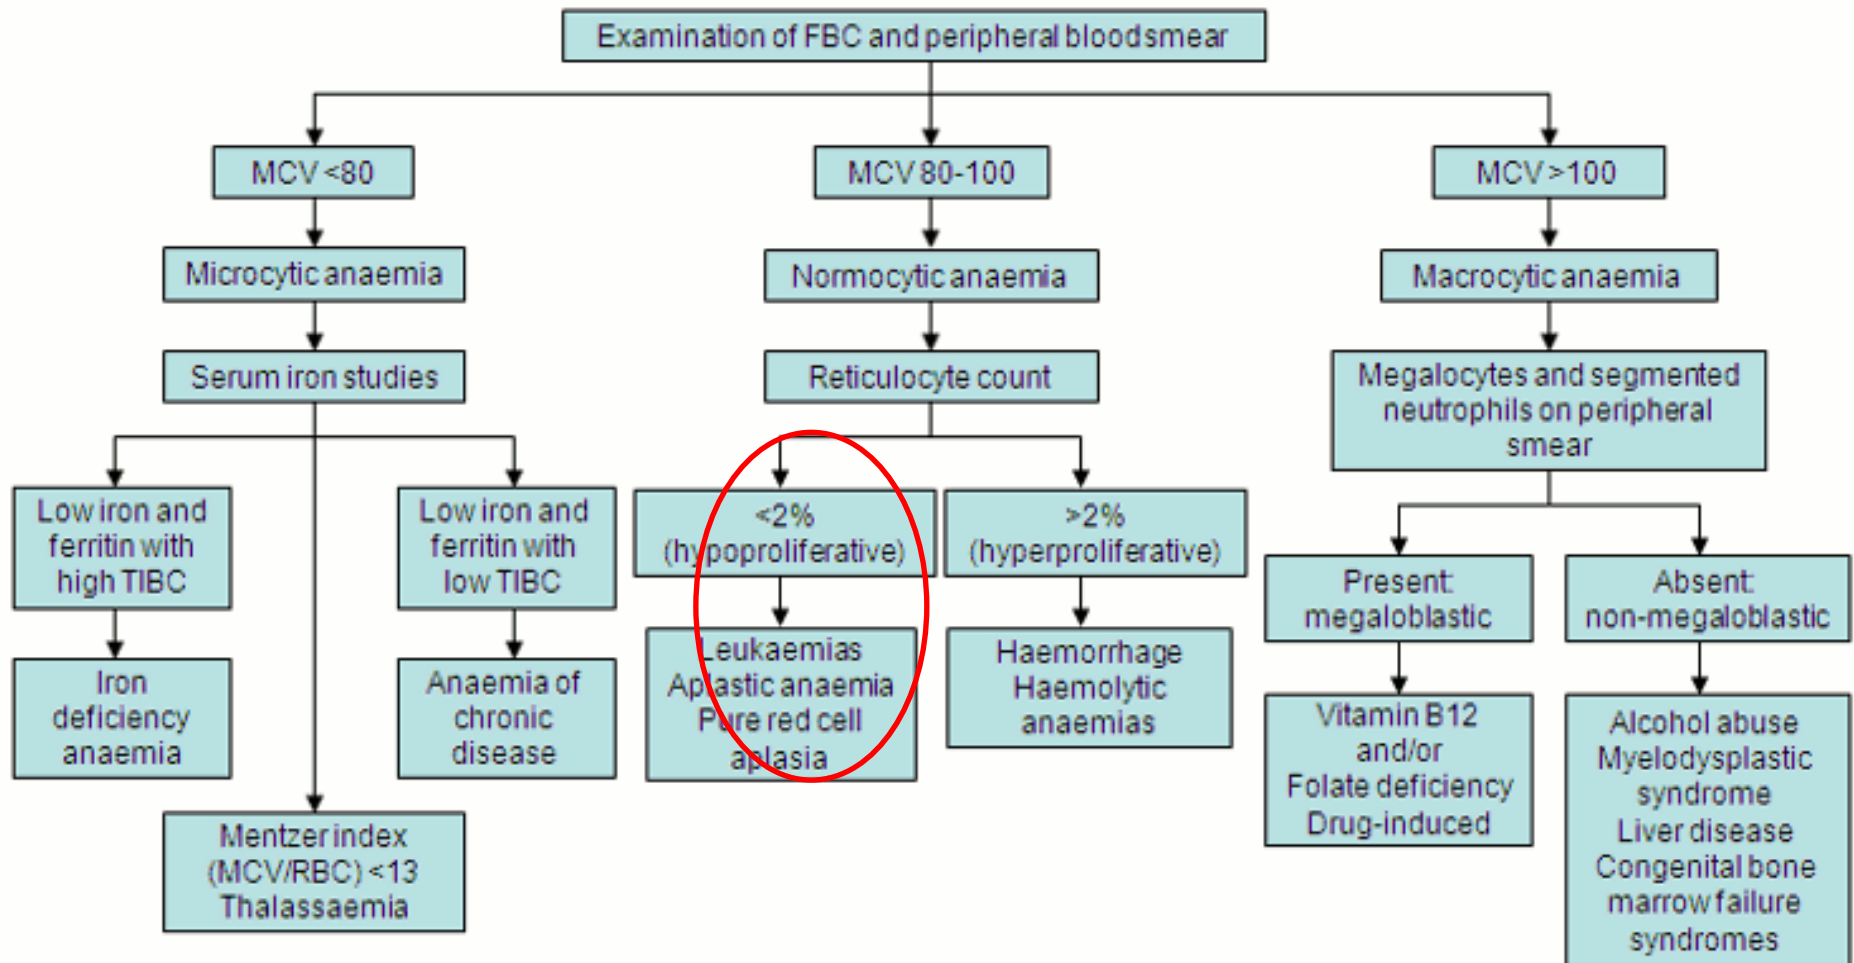 Examination of FBC and peripheral blood smear
MCV <80
MCV 80-100
MCV >100
Microcytic anaemia
Normocytic anaemia
Macrocytic anaemia
Serum iron studies
Reticulocyte count
Megalocytes and segmented
neutrophils on peripheral
smear
Low iron and
ferritin with
high TIBC
Low iron and
ferritin with
low TIBC
<2%
(hypoproliferative)
>2%
(hyperproliferative)
Present:
megaloblastic
Absent:
non-megaloblastic
Iron
deficiency
anaemia
Anaemia of
chronic
disease
Leukaemias
Aplastic anaemia
Pure red cell
aplasia
Haemorrhage
Haemolytic
anaemias
Vitamin B12
and/or
Folate deficiency
Drug-induced
Alcohol abuse
Myelodysplastic
syndrome
Liver disease
Congenital bone
marrow failure
syndromes
Mentzer index
(MCV/RBC) <13
Thalassaemia